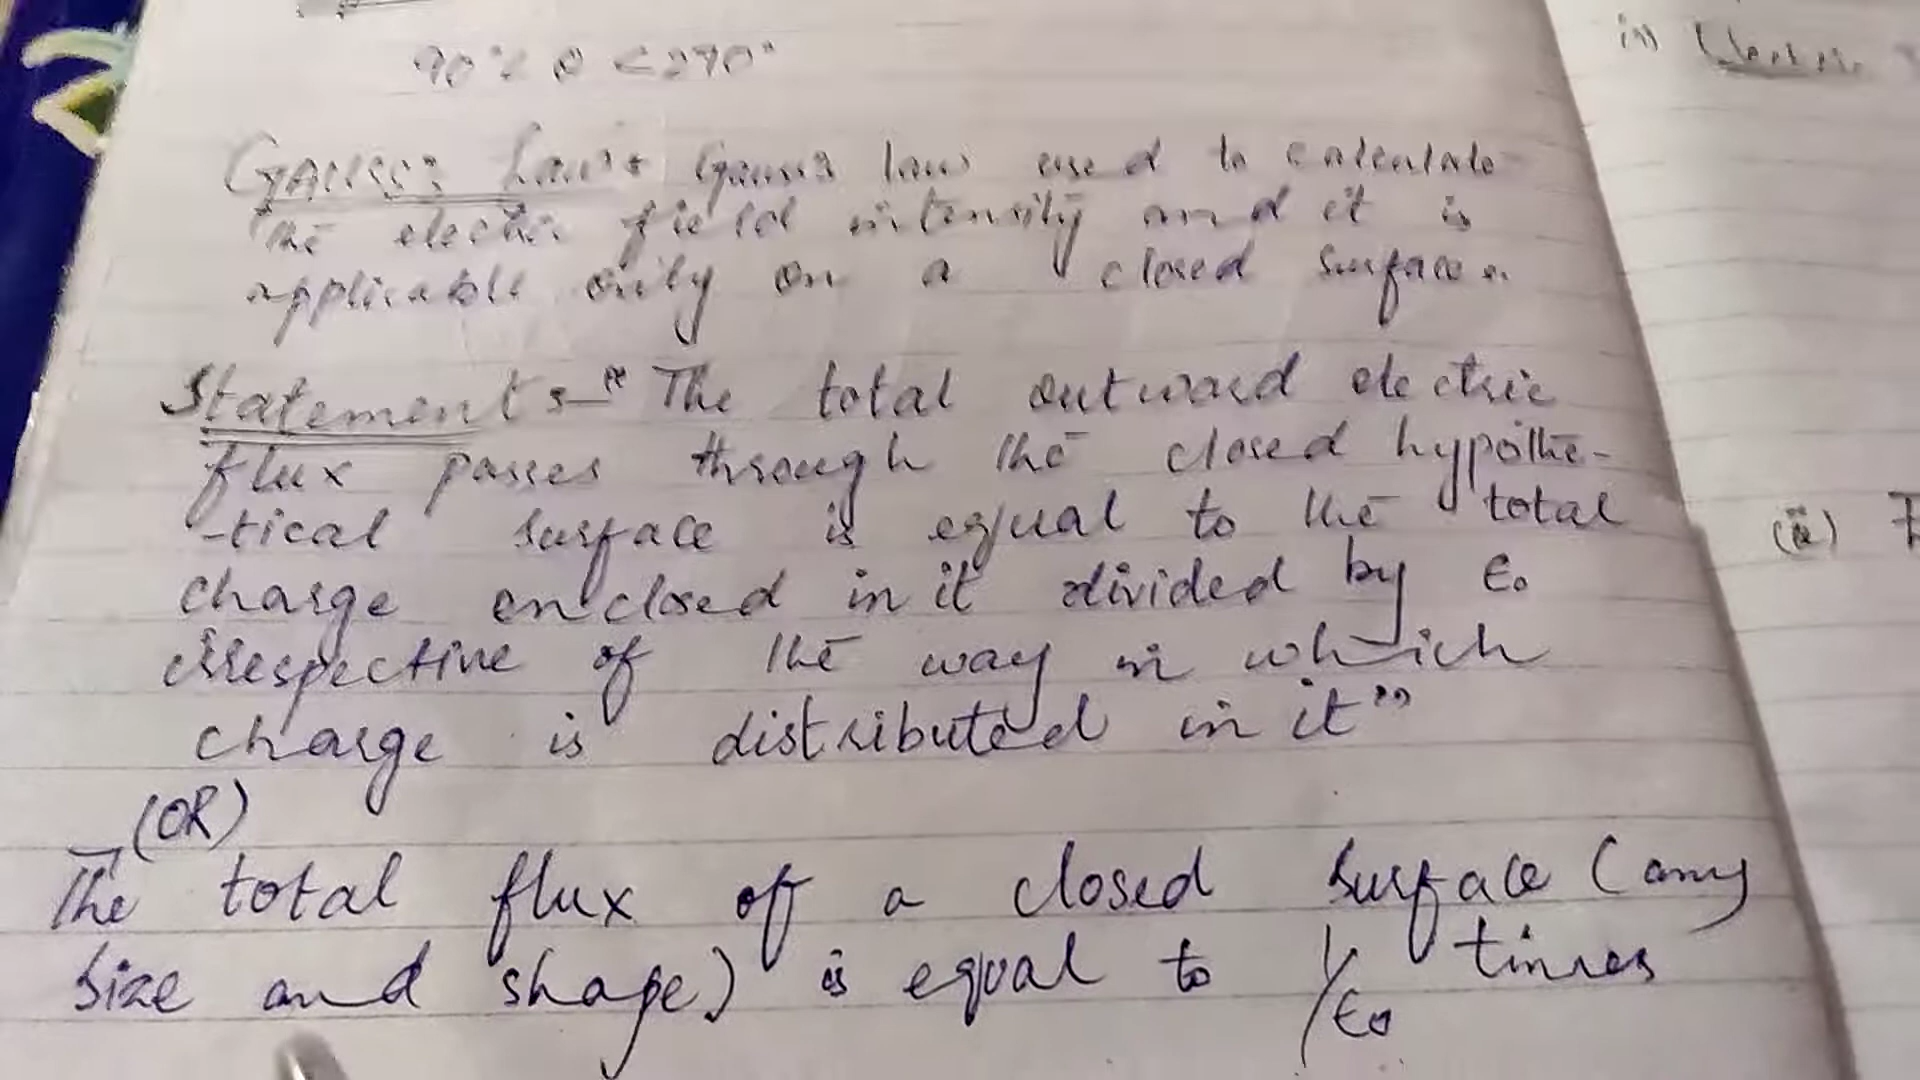 90°< θ <270°
GAUSS: Law:- Gauss law used to calculate
the electric field intensity and it is
applicable only on a closed surface.
Statement:- "The total outward electric
flux passes through the closed hypothe-
-tical surface is equal to the total
charge enclosed in it divided by ϵ₀
irrespective of the way in which
charge is distributed in it"
(OR)
The total flux of a closed surface (any
size and shape) is equal to 1/ϵ₀ times
iv)
(ii)